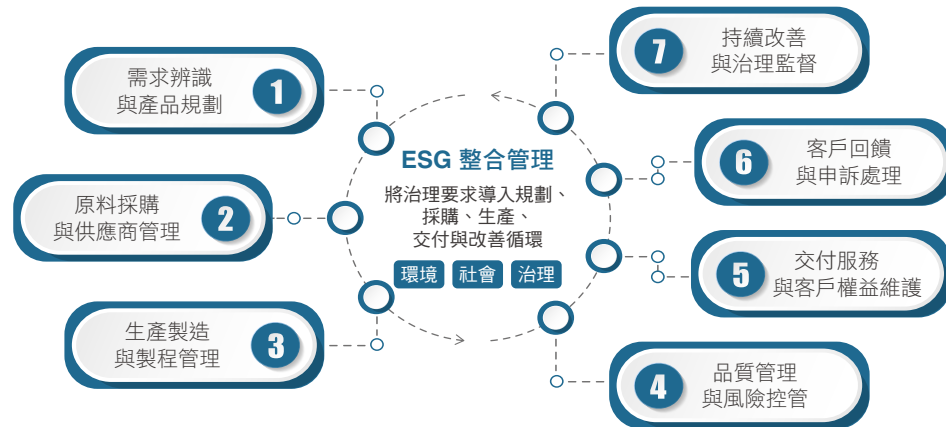 1
需求辨識
與產品規劃
2
原料採購
與供應商管理
3
生產製造
與製程管理
ESG 整合管理
將治理要求導入規劃、
採購、生產、
交付與改善循環
環境 社會 治理
4
品質管理
與風險控管
5
交付服務
與客戶權益維護
6
客戶回饋
與申訴處理
7
持續改善
與治理監督